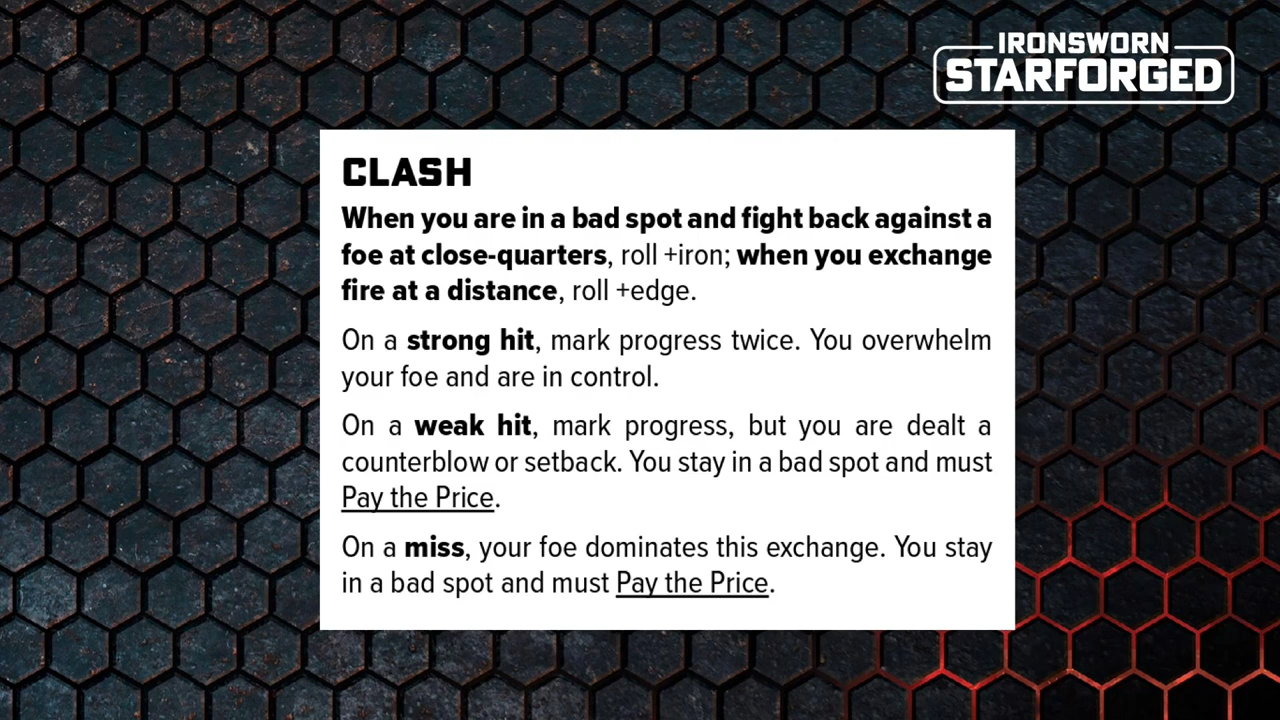 IRONSWORN
STARFORGED
CLASH
When you are in a bad spot and fight back against a
foe at close-quarters, roll +iron; when you exchange
fire at a distance, roll +edge.
On a strong hit, mark progress twice. You overwhelm
your foe and are in control.
On a weak hit, mark progress, but you are dealt a
counterblow or setback. You stay in a bad spot and must
Pay the Price.
On a miss, your foe dominates this exchange. You stay
in a bad spot and must Pay the Price.